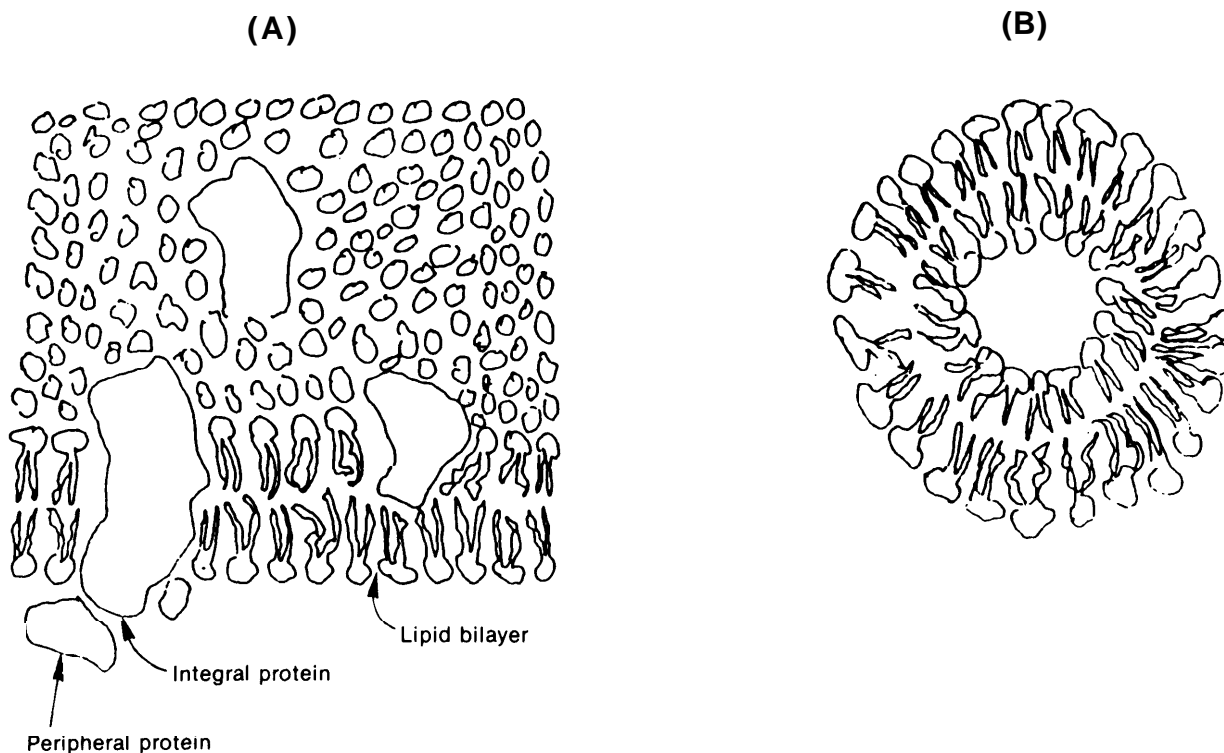 (A)
(B)
Lipid bilayer
Integral protein
Peripheral protein